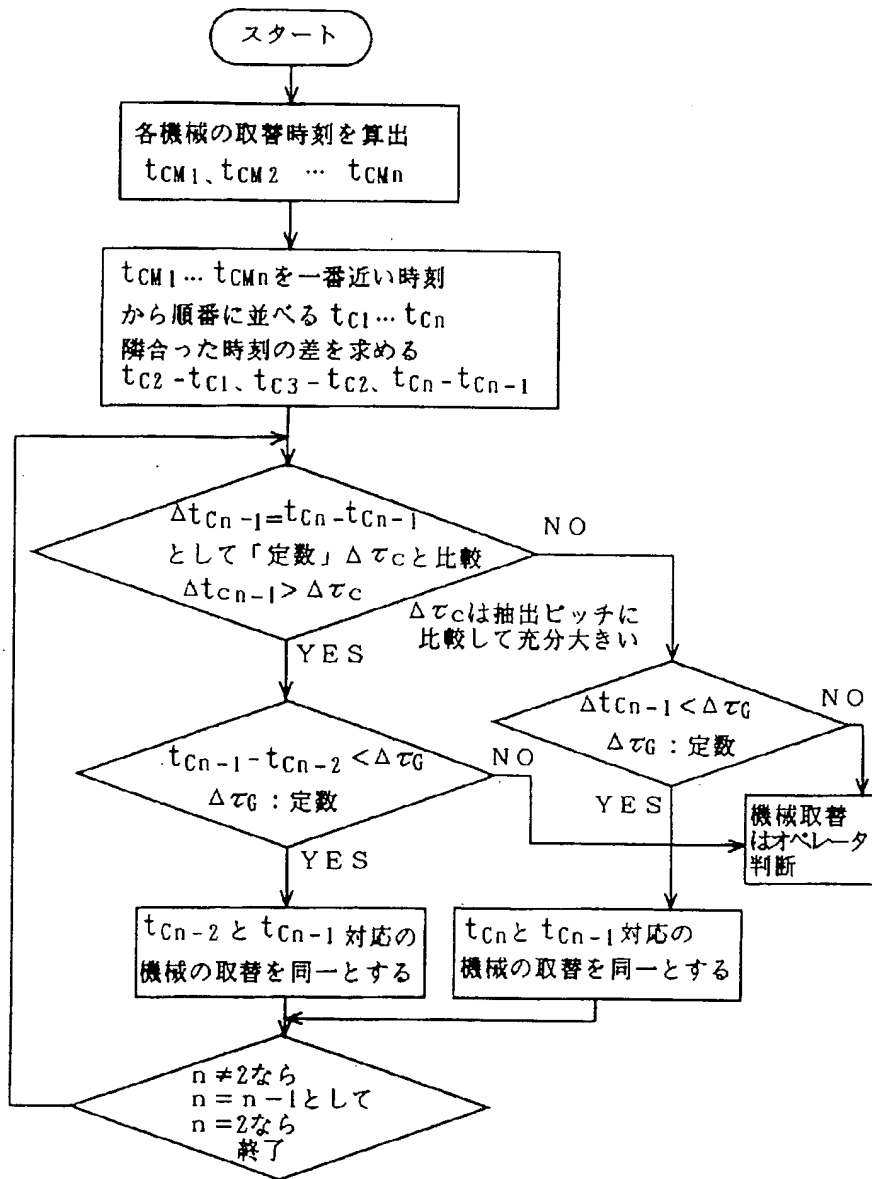 スタート
各機械の取替時刻を算出
tCM1、tCM2 … tCMn
tCM1… tCMnを一番近い時刻
から順番に並べる tC1…tCn
隣合った時刻の差を求める
tC2-tC1、tC3-tC2、tCn-tCn-1
ΔtCn-1=tCn-tCn-1
として「定数」Δτcと比較
Δtcn-1>Δτc
NO
YES
Δτcは抽出ピッチに
比較して充分大きい
ΔtCn-1<ΔτG
ΔτG:定数
NO
YES
tCn-1-tCn-2<ΔτG
ΔτG:定数
NO
YES
機械取替
はオペレータ
判断
tCn-2とtCn-1対応の
機械の取替を同一とする
tCnとtCn-1対応の
機械の取替を同一とする
n≠2なら
n=n-1として
n=2なら
終了